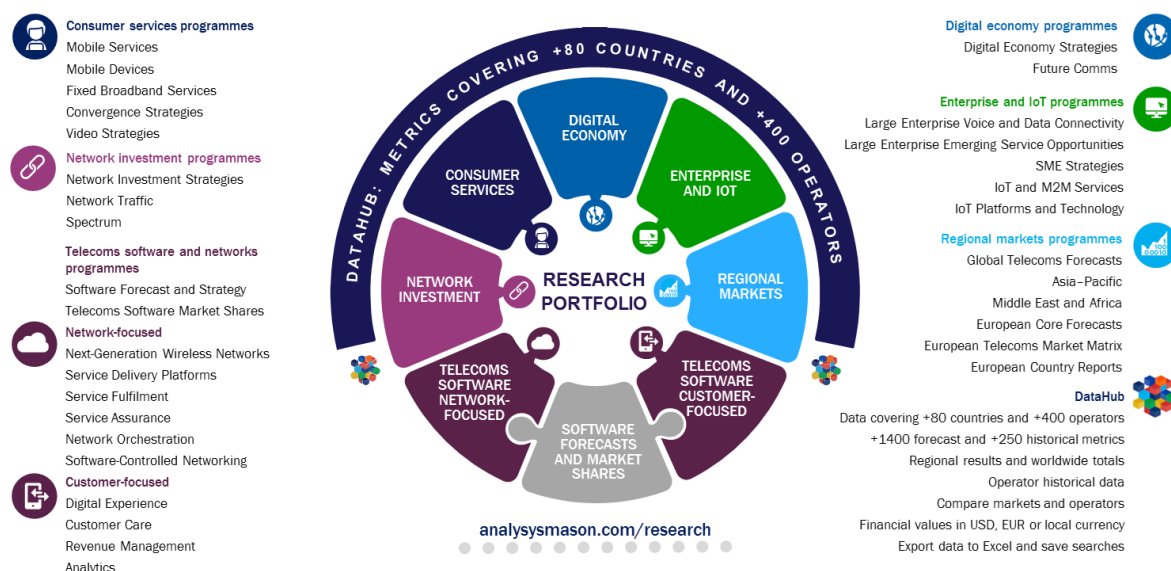 Consumer services programmes
Mobile Services
Mobile Devices
Fixed Broadband Services
Convergence Strategies
Video Strategies
Network investment programmes
Network Investment Strategies
Network Traffic
Spectrum
Telecoms software and networks
programmes
Software Forecast and Strategy
Telecoms Software Market Shares
Network-focused
Next-Generation Wireless Networks
Service Delivery Platforms
Service Fulfilment
Service Assurance
Network Orchestration
Software-Controlled Networking
Customer-focused
Digital Experience
Customer Care
Revenue Management
Analytics
DATAHUB: METRICS COVERING +80 COUNTRIES AND +400 OPERATORS
DIGITAL
ECONOMY
CONSUMER
SERVICES
ENTERPRISE
AND IOT
NETWORK
INVESTMENT
RESEARCH
PORTFOLIO
REGIONAL
MARKETS
TELECOMS
SOFTWARE
NETWORK-
FOCUSED
TELECOMS
SOFTWARE
CUSTOMER-
FOCUSED
SOFTWARE
FORECASTS
AND MARKET
SHARES
analysysmason.com/research
Digital economy programmes
Digital Economy Strategies
Future Comms
Enterprise and IoT programmes
Large Enterprise Voice and Data Connectivity
Large Enterprise Emerging Service Opportunities
SME Strategies
IoT and M2M Services
IoT Platforms and Technology
Regional markets programmes
Global Telecoms Forecasts
Asia–Pacific
Middle East and Africa
European Core Forecasts
European Telecoms Market Matrix
European Country Reports
DataHub
Data covering +80 countries and +400 operators
+1400 forecast and +250 historical metrics
Regional results and worldwide totals
Operator historical data
Compare markets and operators
Financial values in USD, EUR or local currency
Export data to Excel and save searches